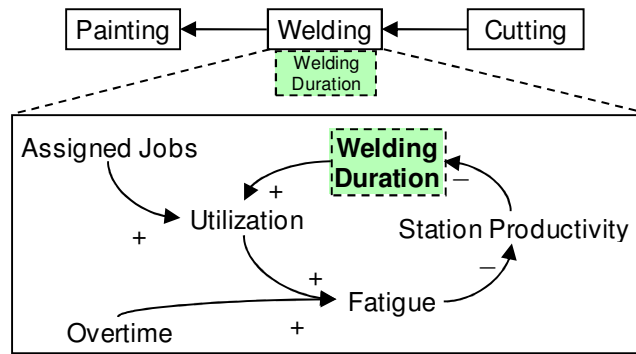 Painting
Welding
Cutting
Welding
Duration
Assigned Jobs
Welding
Duration
+
–
+
Utilization
Station Productivity
+
–
Fatigue
+
Overtime